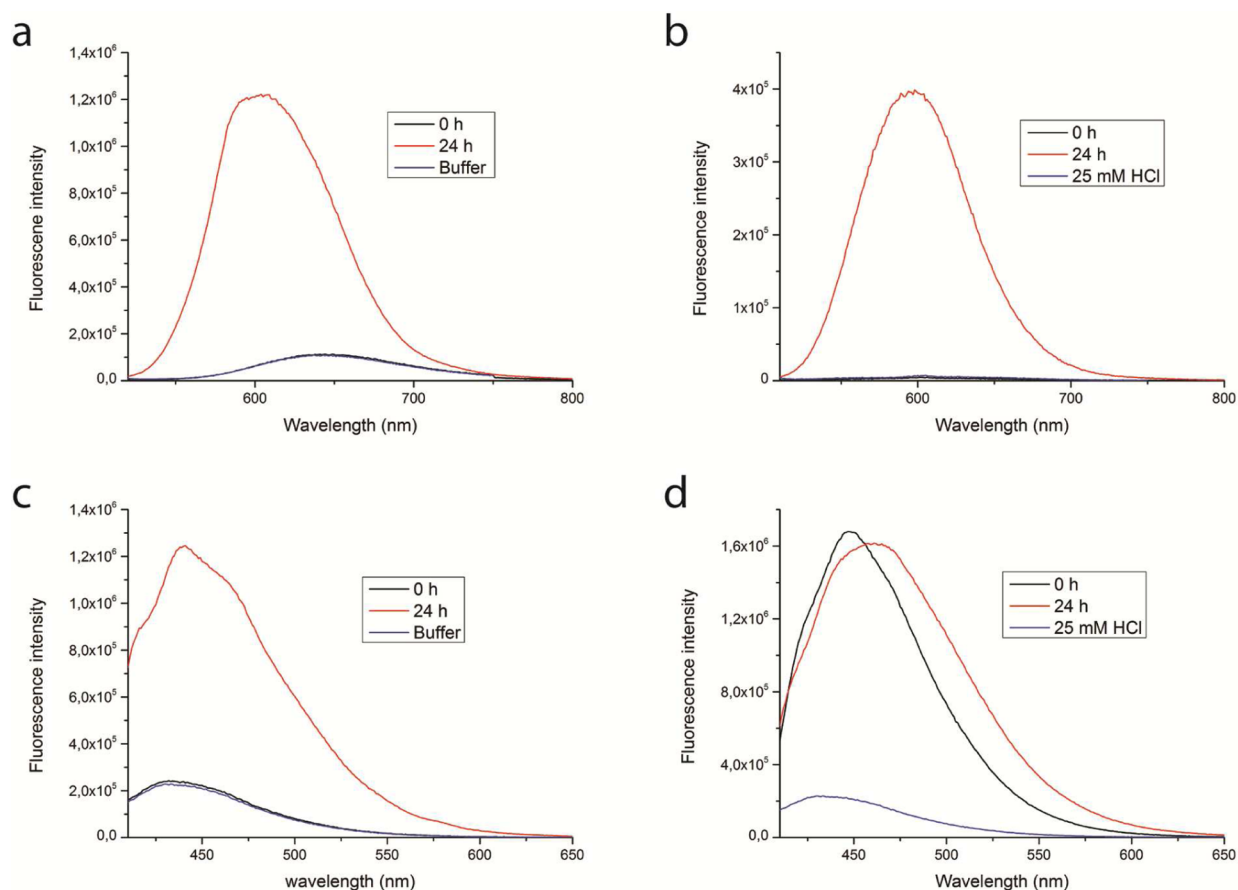 a
1,4x10⁶
1,2x10⁶
1,0x10⁶
8,0x10⁵
6,0x10⁵
4,0x10⁵
2,0x10⁵
0,0
Fluorescene intensity
0 h
24 h
Buffer
600
700
800
Wavelength (nm)
b
4x10⁵
3x10⁵
2x10⁵
1x10⁵
0
Fluorescence intensity
0 h
24 h
25 mM HCl
600
700
800
Wavelength (nm)
c
1,4x10⁶
1,2x10⁶
1,0x10⁶
8,0x10⁵
6,0x10⁵
4,0x10⁵
2,0x10⁵
0,0
Fluorescence intensity
0 h
24 h
Buffer
450
500
550
600
650
wavelength (nm)
d
1,6x10⁶
1,2x10⁶
8,0x10⁵
4,0x10⁵
0,0
Fluorescence intensity
0 h
24 h
25 mM HCl
450
500
550
600
650
Wavelength (nm)